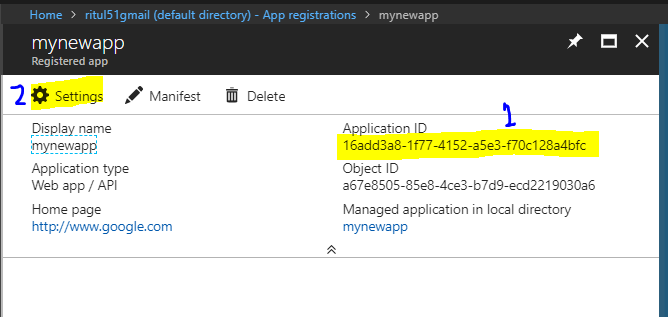 Home > ritul51gmail (default directory) - App registrations > mynewapp
mynewapp
Registered app
2 Settings Manifest Delete
1
Display name
mynewapp
Application type
Web app / API
Home page
http://www.google.com
Application ID
16add3a8-1f77-4152-a5e3-f70c128a4bfc
Object ID
a67e8505-85e8-4ce3-b7d9-ecd2219030a6
Managed application in local directory
mynewapp